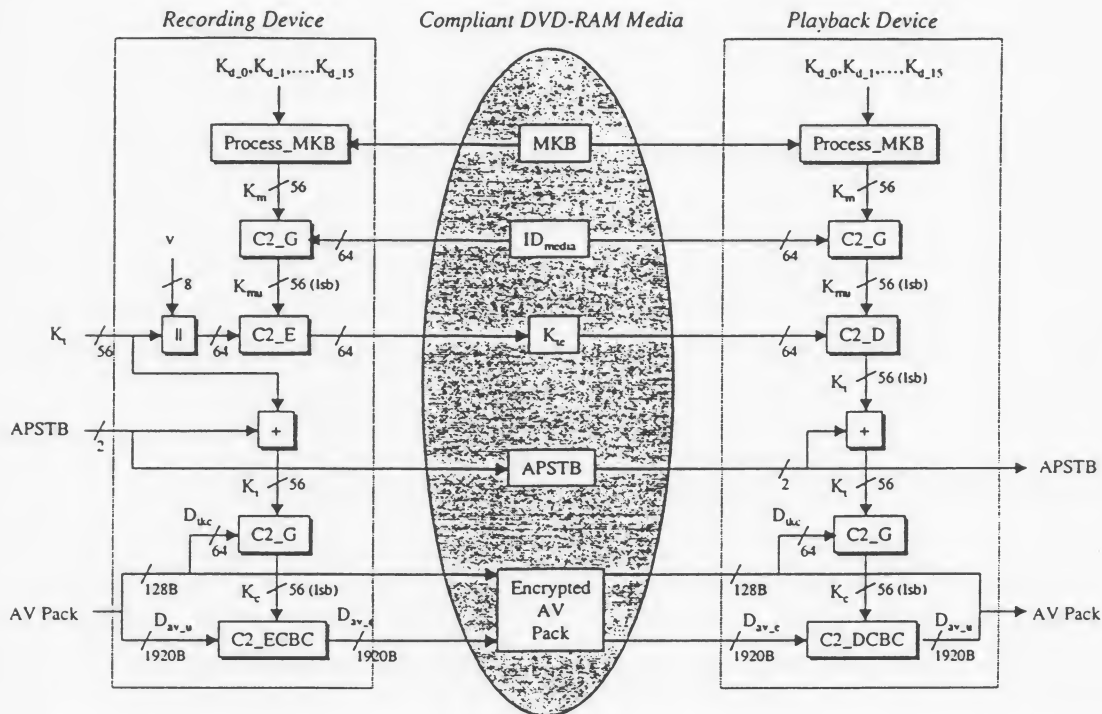 Recording Device Compliant DVD-RAM Media Playback Device
K_d_0, K_d_1, ...., K_d_15 K_d_0, K_d_1, ...., K_d_15
Process_MKB MKB Process_MKB
K_m 56 K_m 56
C2_G 64 ID_media 64 C2_G
v 8 K_mu 56 (lsb) K_mu 56 (lsb)
K_t 56 || 64 C2_E 64 K_te 64 C2_D
K_t 56 (lsb)
APSTB 2 + APSTB 2 + APSTB
K_t 56 K_t 56
D_tkc 64 C2_G D_tkc 64 C2_G
128B K_c 56 (lsb) Encrypted 128B K_c 56 (lsb)
AV Pack AV AV Pack
D_av_u 1920B C2_ECBC D_av_e 1920B Pack D_av_e 1920B C2_DCBC D_av_u 1920B